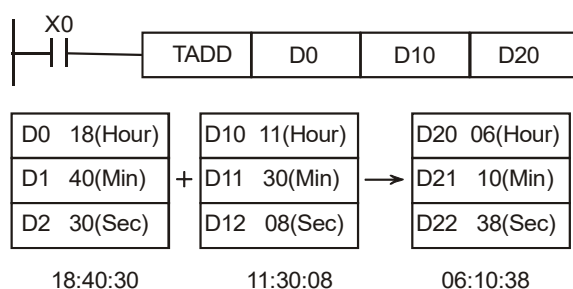 X0
TADD D0 D10 D20
D0 18(Hour) D10 11(Hour) D20 06(Hour)
D1 40(Min) + D11 30(Min) → D21 10(Min)
D2 30(Sec) D12 08(Sec) D22 38(Sec)
18:40:30 11:30:08 06:10:38